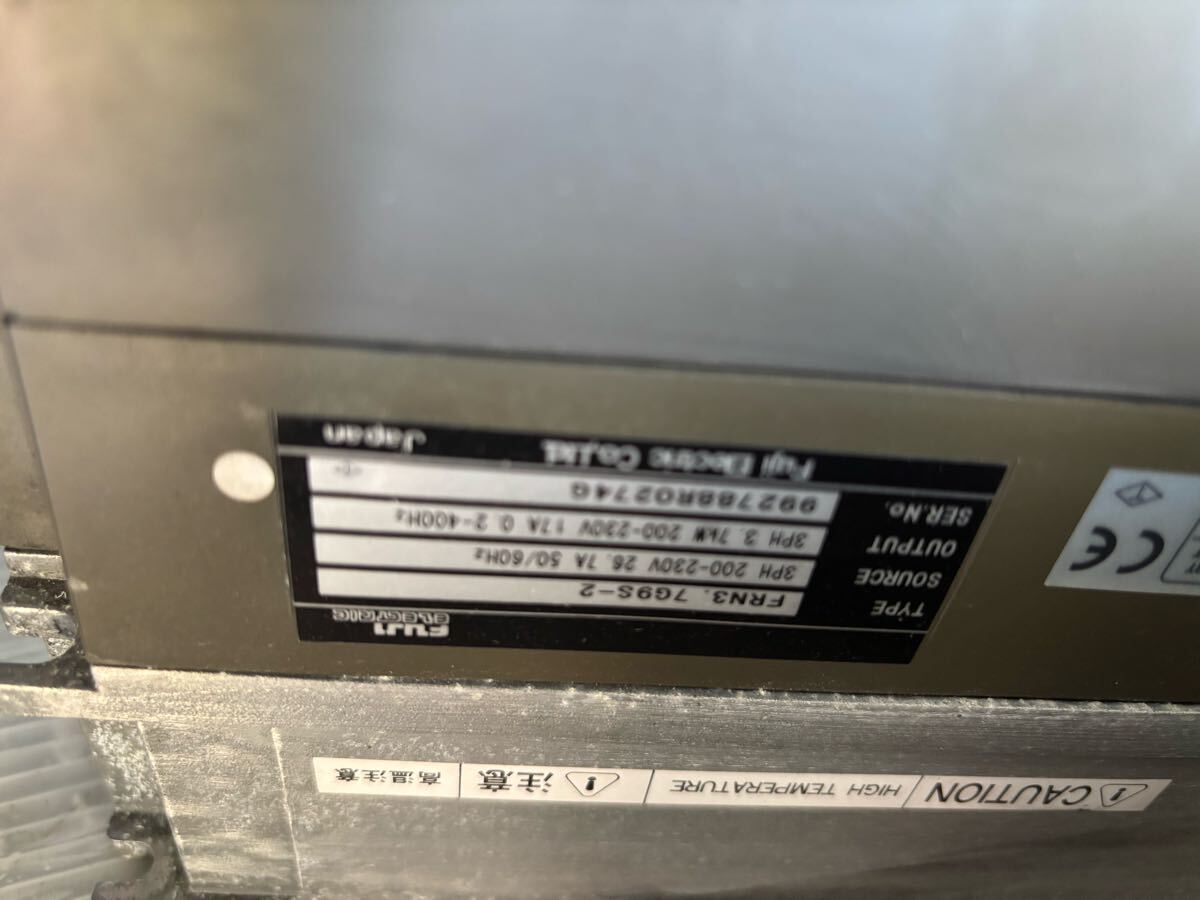 FUJI
ELECTRIC
TYPE FRN3.7G9S-2
SOURCE 3PH 200-230V 26.7A 50/60Hz
OUTPUT 3PH 3.7kW 200-230V 17A 0.2-400Hz
SER.No. 992788R0274G
Fuji Electric Co.,Ltd. Japan
CE
CAUTION HIGH TEMPERATURE 注意 高温注意